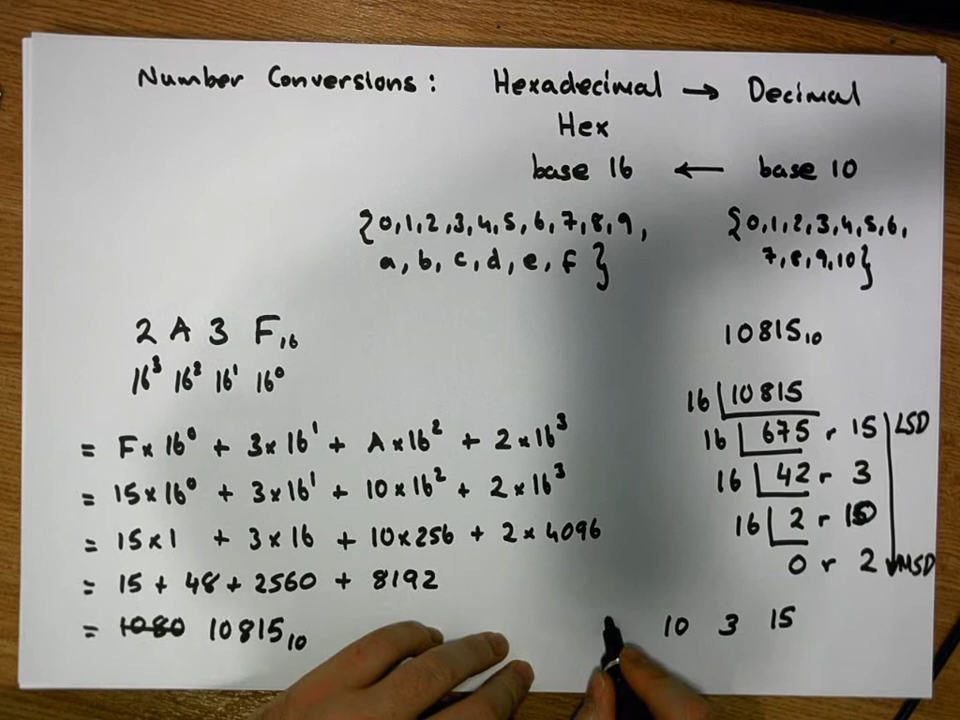 Number Conversions: Hexadecimal → Decimal
Hex
base 16 ← base 10
{0,1,2,3,4,5,6,7,8,9, a,b,c,d,e,f}
{0,1,2,3,4,5,6, 7,8,9,10}
2 A 3 F₁₆
16³ 16² 16¹ 16⁰
= F×16⁰ + 3×16¹ + A×16² + 2×16³
= 15×16⁰ + 3×16¹ + 10×16² + 2×16³
= 15×1 + 3×16 + 10×256 + 2×4096
= 15 + 48 + 2560 + 8192
= 1080 10815₁₀
10815₁₀
16 10815
16 675 r 15 LSD
16 42 r 3
16 2 r 10
0 r 2 MSD
10 3 15